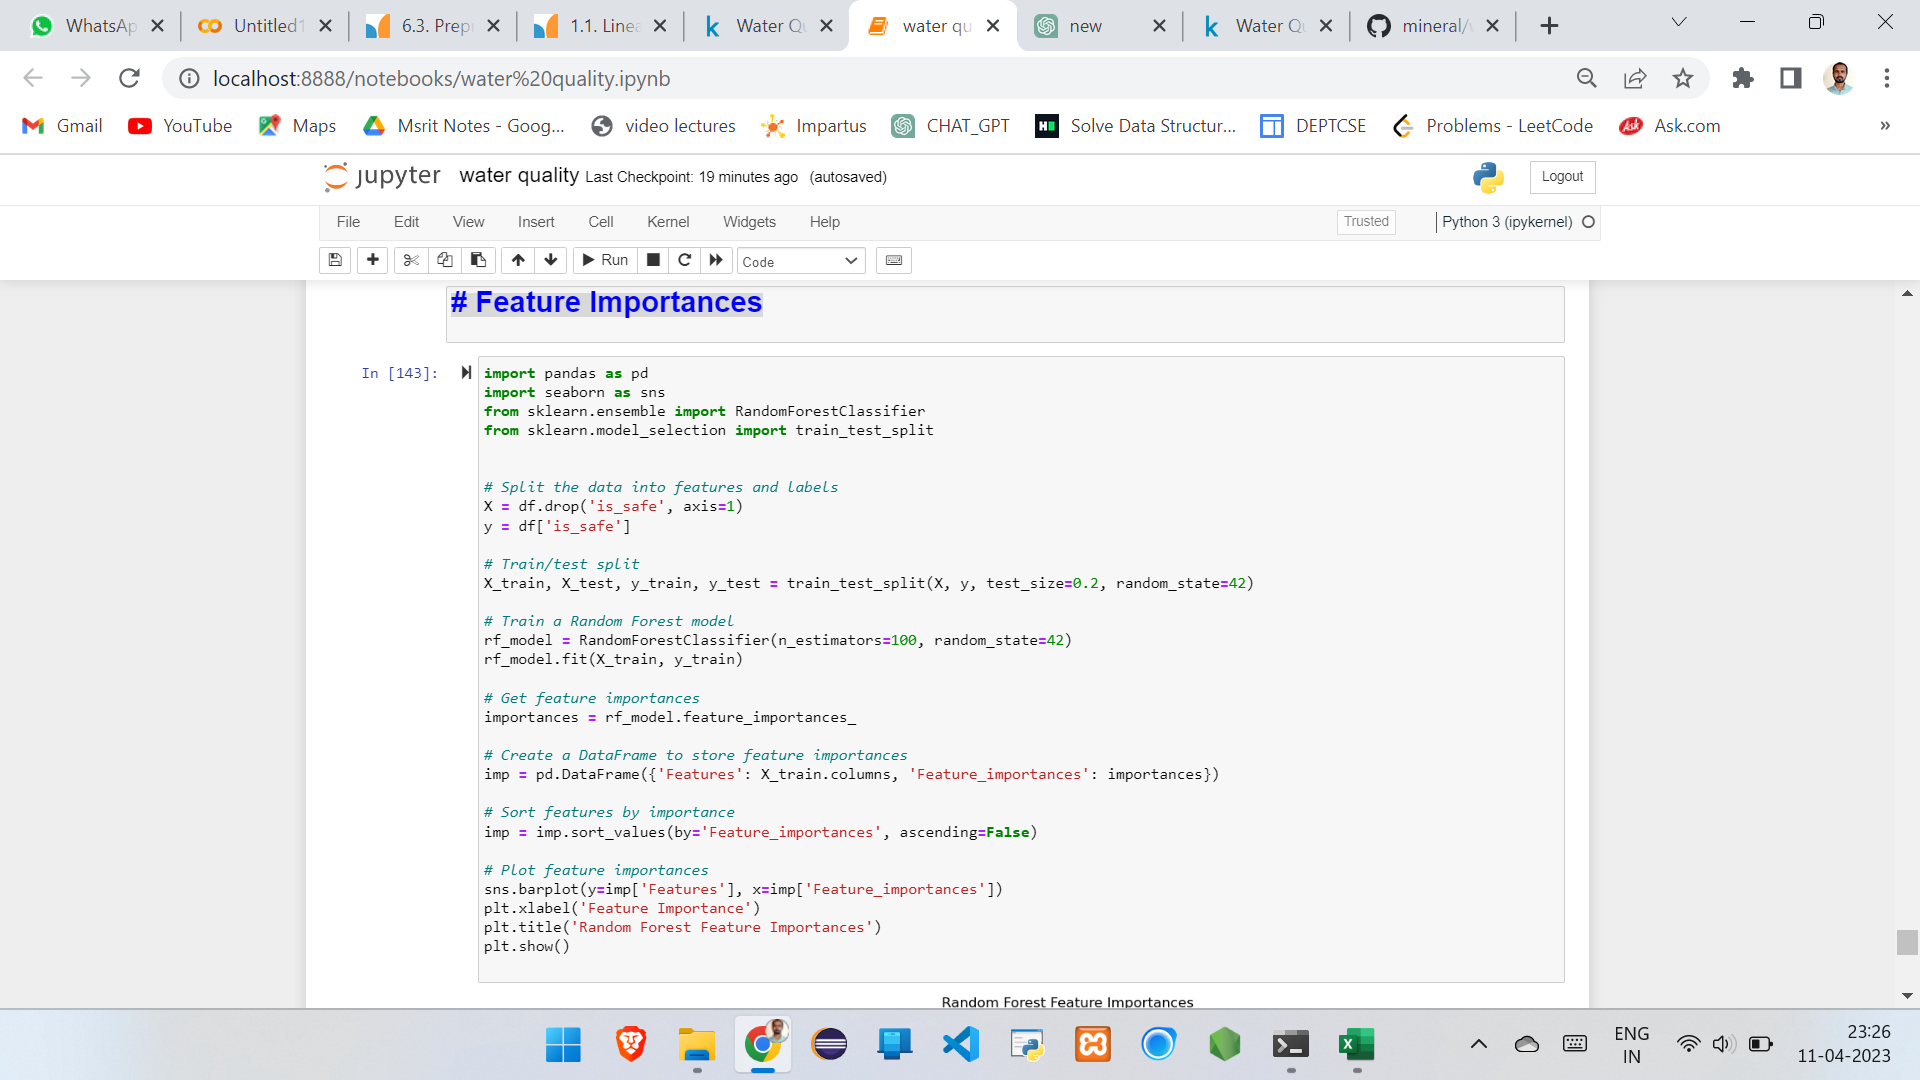 WhatsAp
Untitled1
6.3. Prep
1.1. Linea
Water Qu
water qu
new
Water Qu
mineral/
localhost:8888/notebooks/water%20quality.ipynb
Gmail
YouTube
Maps
Msrit Notes - Goog...
video lectures
Impartus
CHAT_GPT
Solve Data Structur...
DEPTCSE
Problems - LeetCode
Ask
Ask.com
»
jupyter
water quality Last Checkpoint: 19 minutes ago (autosaved)
Logout
File
Edit
View
Insert
Cell
Kernel
Widgets
Help
Trusted
Python 3 (ipykernel)
Run
Code
# Feature Importances
In [143]:
import pandas as pd
import seaborn as sns
from sklearn.ensemble import RandomForestClassifier
from sklearn.model_selection import train_test_split
# Split the data into features and labels
X = df.drop('is_safe', axis=1)
y = df['is_safe']
# Train/test split
X_train, X_test, y_train, y_test = train_test_split(X, y, test_size=0.2, random_state=42)
# Train a Random Forest model
rf_model = RandomForestClassifier(n_estimators=100, random_state=42)
rf_model.fit(X_train, y_train)
# Get feature importances
importances = rf_model.feature_importances_
# Create a DataFrame to store feature importances
imp = pd.DataFrame({'Features': X_train.columns, 'Feature_importances': importances})
# Sort features by importance
imp = imp.sort_values(by='Feature_importances', ascending=False)
# Plot feature importances
sns.barplot(y=imp['Features'], x=imp['Feature_importances'])
plt.xlabel('Feature Importance')
plt.title('Random Forest Feature Importances')
plt.show()
Random Forest Feature Importances
ENG
IN
23:26
11-04-2023